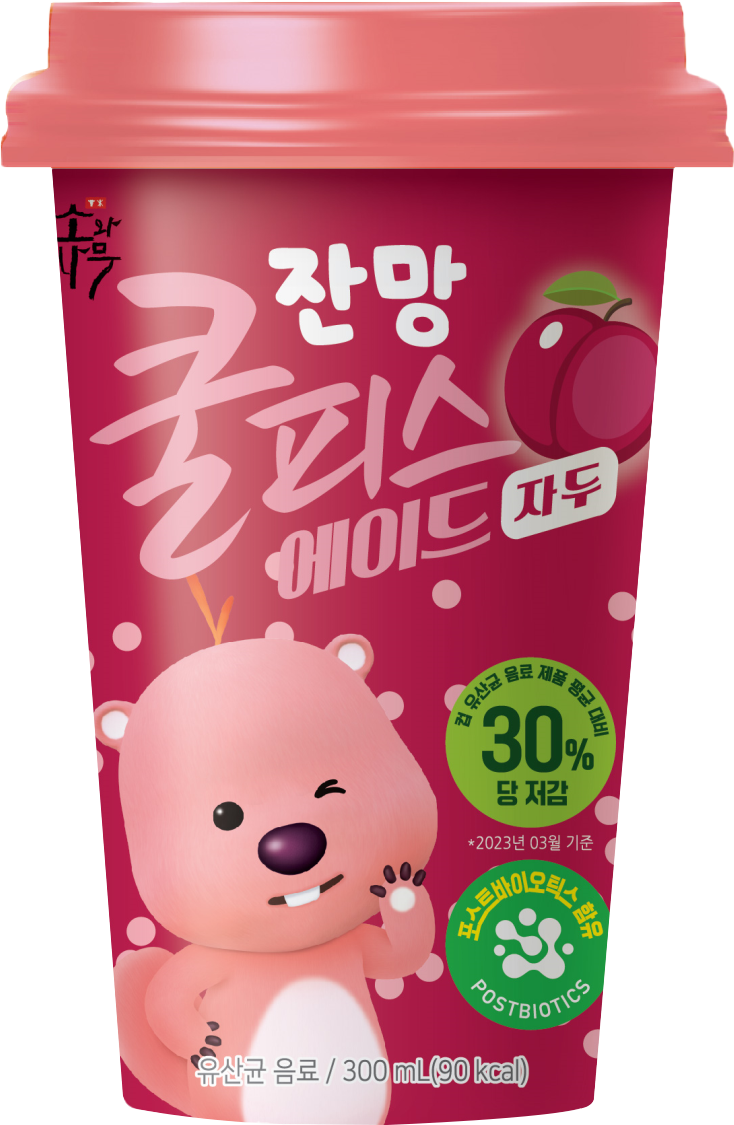 소와
나무
잔망
쿨피스
에이드
자두
컵 유산균 음료 제품 평균 대비
30%
당 저감
*2023년 03월 기준
포스트바이오틱스 함유
POSTBIOTICS
유산균 음료 / 300 mL(90 kcal)